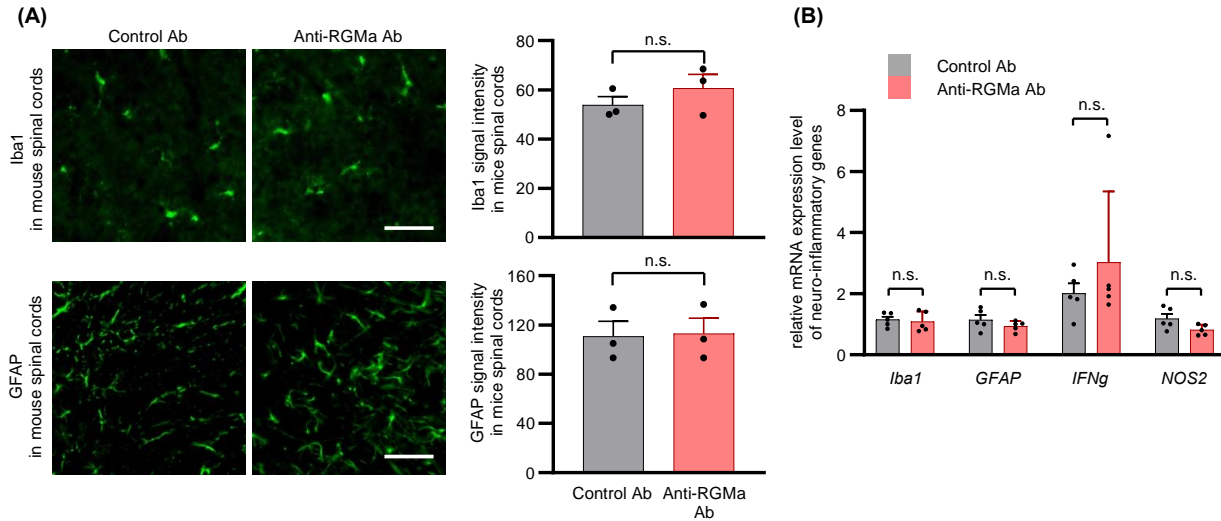 (A)
Control Ab
Anti-RGMa Ab
Iba1
in mouse spinal cords
GFAP
in mouse spinal cords
Iba1 signal intensity
in mice spinal cords
80
60
40
20
0
n.s.
GFAP signal intensity
in mice spinal cords
160
120
80
40
0
n.s.
Control Ab
Anti-RGMa
Ab
(B)
Control Ab
Anti-RGMa Ab
relative mRNA expression level
of neuro-inflammatory genes
8
6
4
2
0
n.s.
n.s.
n.s.
n.s.
Iba1
GFAP
IFNg
NOS2